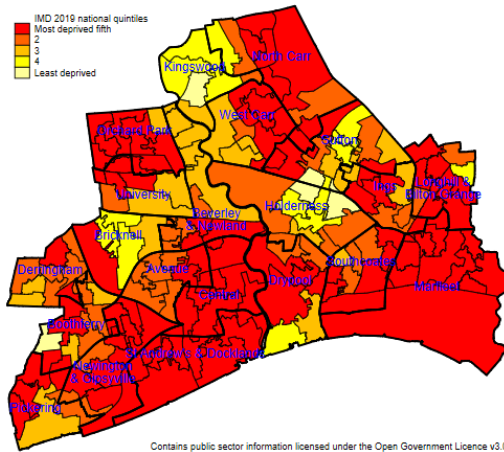 IMD 2019 national quintiles
Most deprived fifth
2
3
4
Least deprived
North Carr
Kingswood
West Carr
Orchard Park
Sutton
Ings
Longhill &
Bilton Grange
University
Holderness
Beverley
& Newland
Bricknell
Derringham
Avenue
Southcoates
Drypool
Central
Marfleet
Boothferry
St Andrew's & Docklands
Newington
& Gipsyville
Pickering
Contains public sector information licensed under the Open Government Licence v3.0